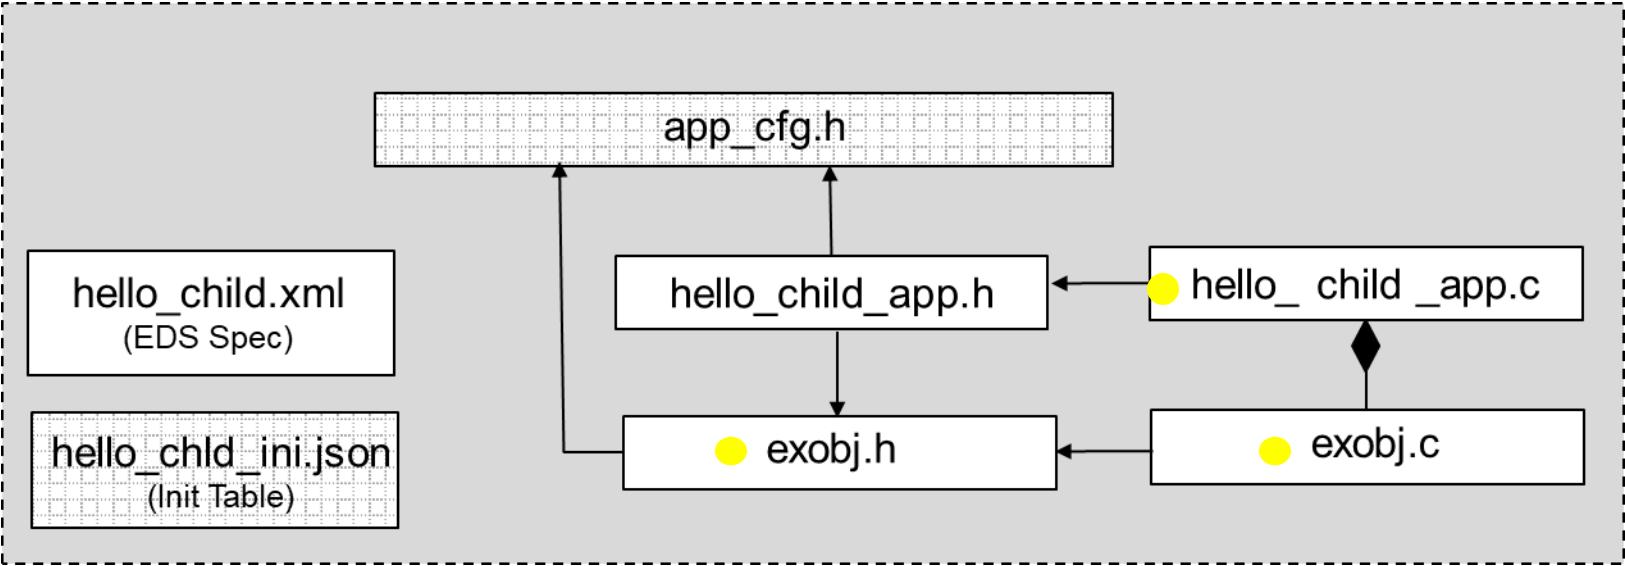 app_cfg.h
hello_child.xml
(EDS Spec)
hello_child_app.h
hello_ child _app.c
hello_chld_ini.json
(Init Table)
exobj.h
exobj.c